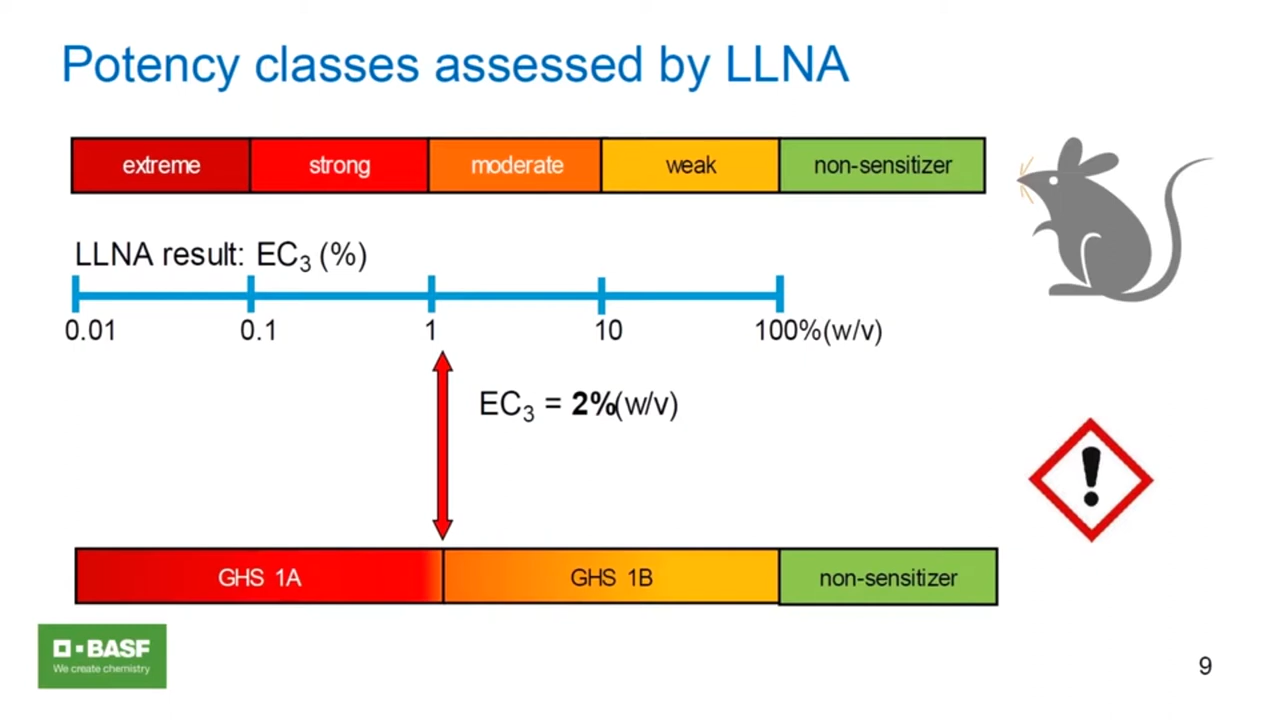 Potency classes assessed by LLNA
extreme strong moderate weak non-sensitizer
LLNA result: EC₃ (%)
0.01 0.1 1 10 100%(w/v)
EC₃ = 2%(w/v)
GHS 1A GHS 1B non-sensitizer
BASF
We create chemistry
9